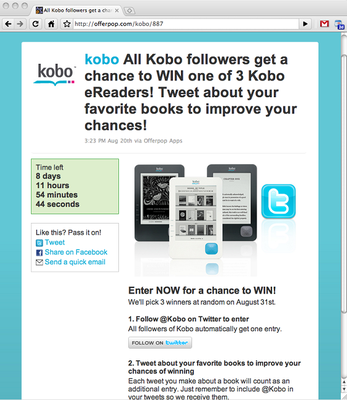 All Kobo followers get a cha
http://offerpop.com/kobo/887
kobo
kobo All Kobo followers get a
chance to WIN one of 3 Kobo
eReaders! Tweet about your
favorite books to improve your
chances!
3:23 PM Aug 20th via Offerpop Apps
Time left
8 days
11 hours
54 minutes
44 seconds
Like this? Pass it on!
Tweet
Share on Facebook
Send a quick email
Enter NOW for a chance to WIN!
We'll pick 3 winners at random on August 31st.
1. Follow @Kobo on Twitter to enter
All followers of Kobo automatically get one entry.
FOLLOW ON twitter
2. Tweet about your favorite books to improve your
chances of winning
Each tweet you make about a book will count as an
additional entry. Just remember to include @Kobo in
your tweets so we receive them.